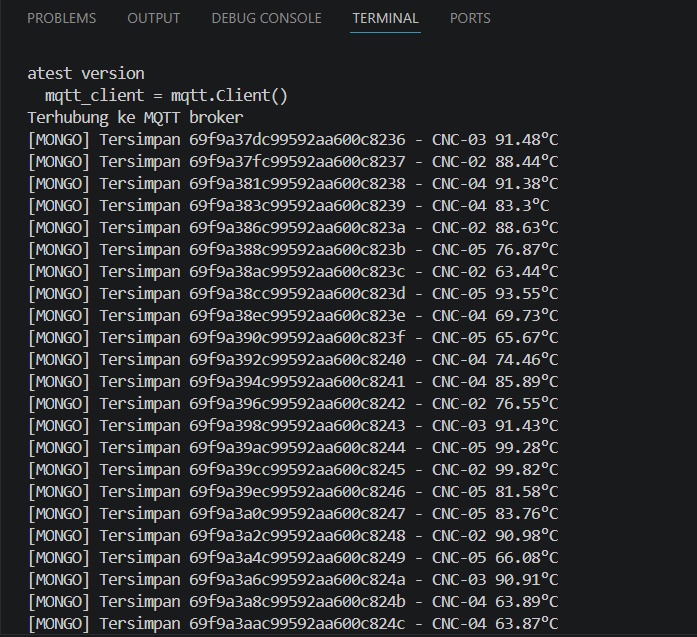 PROBLEMS OUTPUT DEBUG CONSOLE TERMINAL PORTS
atest version
mqtt_client = mqtt.Client()
Terhubung ke MQTT broker
[MONGO] Tersimpan 69f9a37dc99592aa600c8236 - CNC-03 91.48°C
[MONGO] Tersimpan 69f9a37fc99592aa600c8237 - CNC-02 88.44°C
[MONGO] Tersimpan 69f9a381c99592aa600c8238 - CNC-04 91.38°C
[MONGO] Tersimpan 69f9a383c99592aa600c8239 - CNC-04 83.3°C
[MONGO] Tersimpan 69f9a386c99592aa600c823a - CNC-02 88.63°C
[MONGO] Tersimpan 69f9a388c99592aa600c823b - CNC-05 76.87°C
[MONGO] Tersimpan 69f9a38ac99592aa600c823c - CNC-02 63.44°C
[MONGO] Tersimpan 69f9a38cc99592aa600c823d - CNC-05 93.55°C
[MONGO] Tersimpan 69f9a38ec99592aa600c823e - CNC-04 69.73°C
[MONGO] Tersimpan 69f9a390c99592aa600c823f - CNC-05 65.67°C
[MONGO] Tersimpan 69f9a392c99592aa600c8240 - CNC-04 74.46°C
[MONGO] Tersimpan 69f9a394c99592aa600c8241 - CNC-04 85.89°C
[MONGO] Tersimpan 69f9a396c99592aa600c8242 - CNC-02 76.55°C
[MONGO] Tersimpan 69f9a398c99592aa600c8243 - CNC-03 91.43°C
[MONGO] Tersimpan 69f9a39ac99592aa600c8244 - CNC-05 99.28°C
[MONGO] Tersimpan 69f9a39cc99592aa600c8245 - CNC-02 99.82°C
[MONGO] Tersimpan 69f9a39ec99592aa600c8246 - CNC-05 81.58°C
[MONGO] Tersimpan 69f9a3a0c99592aa600c8247 - CNC-05 83.76°C
[MONGO] Tersimpan 69f9a3a2c99592aa600c8248 - CNC-02 90.98°C
[MONGO] Tersimpan 69f9a3a4c99592aa600c8249 - CNC-05 66.08°C
[MONGO] Tersimpan 69f9a3a6c99592aa600c824a - CNC-03 90.91°C
[MONGO] Tersimpan 69f9a3a8c99592aa600c824b - CNC-04 63.89°C
[MONGO] Tersimpan 69f9a3aac99592aa600c824c - CNC-04 63.87°C